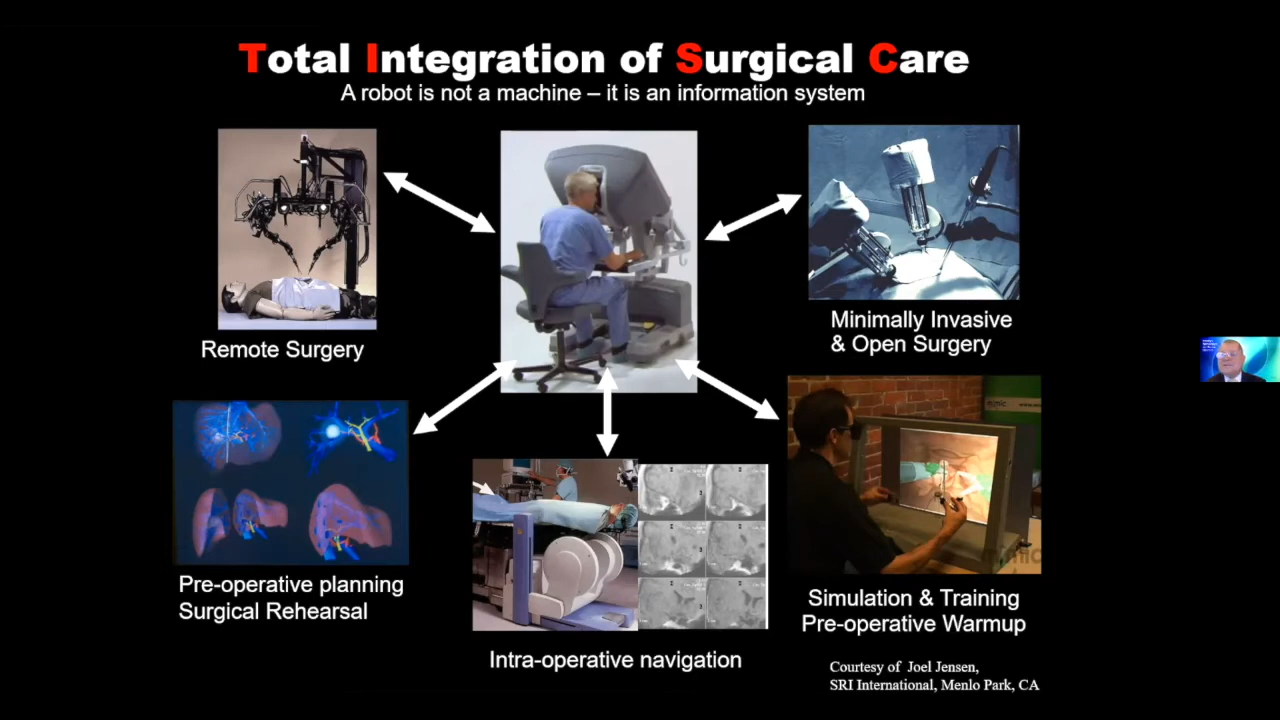 Total Integration of Surgical Care
A robot is not a machine – it is an information system
Remote Surgery
Minimally Invasive
& Open Surgery
Pre-operative planning
Surgical Rehearsal
Intra-operative navigation
Simulation & Training
Pre-operative Warmup
Courtesy of Joel Jensen,
SRI International, Menlo Park, CA